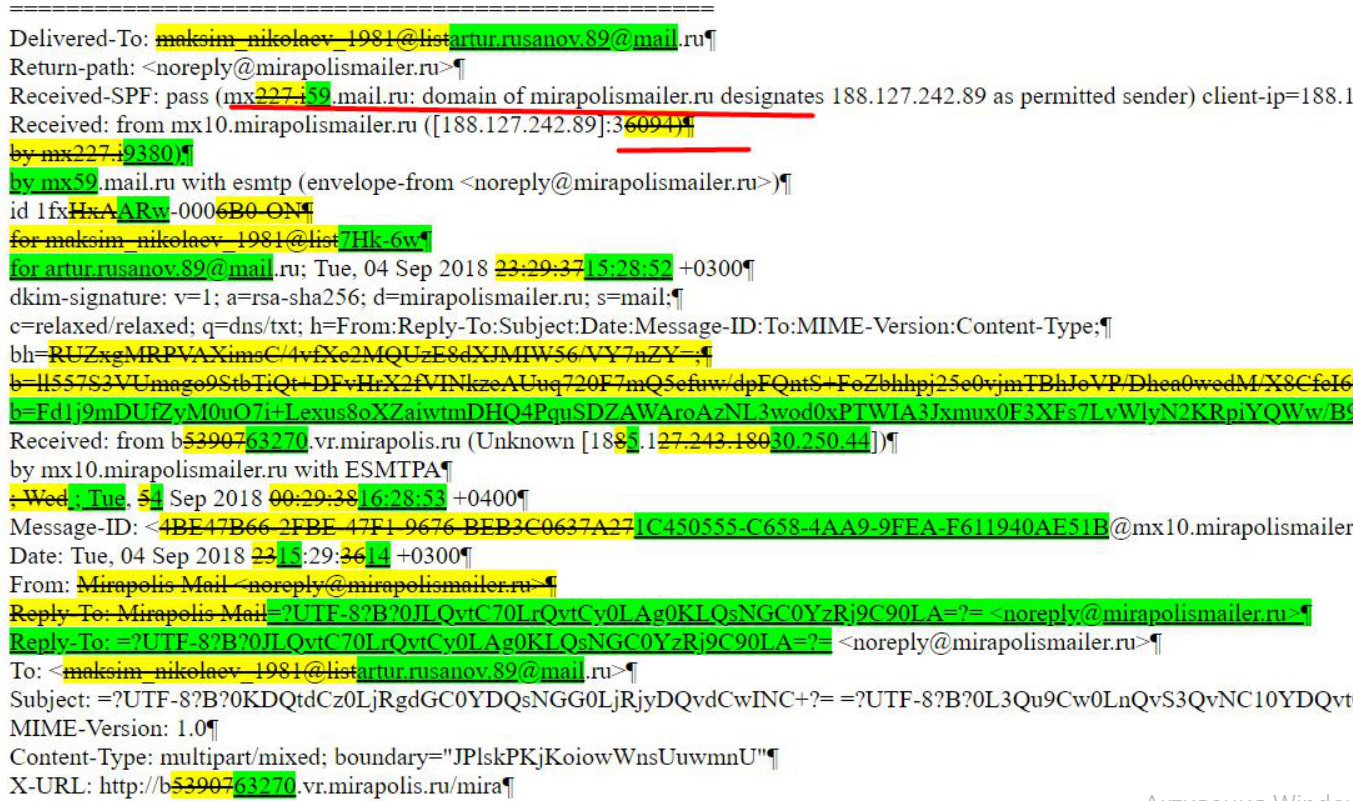 ==================================================
Delivered-To: maksim_nikolaev_1981@listartur.rusanov.89@mail.ru¶
Return-path: <noreply@mirapolismailer.ru>¶
Received-SPF: pass (mx227.i59.mail.ru: domain of mirapolismailer.ru designates 188.127.242.89 as permitted sender) client-ip=188.1
Received: from mx10.mirapolismailer.ru ([188.127.242.89]:36094)¶
by mx227.i9380)¶
by mx59.mail.ru with esmtp (envelope-from <noreply@mirapolismailer.ru>)¶
id 1fxHxAARw-0006B0-ON¶
for maksim_nikolaev_1981@list7Hk-6w¶
for artur.rusanov.89@mail.ru; Tue, 04 Sep 2018 23:29:3715:28:52 +0300¶
dkim-signature: v=1; a=rsa-sha256; d=mirapolismailer.ru; s=mail;¶
c=relaxed/relaxed; q=dns/txt; h=From:Reply-To:Subject:Date:Message-ID:To:MIME-Version:Content-Type;¶
bh=RUZxgMRPVAXimsC/4vfXe2MQUzE8dXJMIW56/VY7nZY=;¶
b=ll557S3VUmago9StbTiQt+DFvHrX2fVINkzeAUuq720F7mQ5efuw/dpFQntS+FoZbhhpj25e0vjmTBhJoVP/Dhea0wedM/X8CfeI6
b=Fd1j9mDUfZyM0uO7i+Lexus8oXZaiwtmDHQ4PquSDZAWAroAzNL3wod0xPTWIA3Jxmux0F3XFs7LvWlyN2KRpiYQWw/B9
Received: from b5390763270.vr.mirapolis.ru (Unknown [1885.127.243.18030.250.44])¶
by mx10.mirapolismailer.ru with ESMTPA¶
; Wed ; Tue, 54 Sep 2018 00:29:3816:28:53 +0400¶
Message-ID: <4BE47B66-2FBE-47F1-9676-BEB3C0637A271C450555-C658-4AA9-9FEA-F611940AE51B@mx10.mirapolismailer
Date: Tue, 04 Sep 2018 2315:29:3614 +0300¶
From: Mirapolis Mail <noreply@mirapolismailer.ru>¶
Reply-To: Mirapolis Mail=?UTF-8?B?0JLQvtC70LrQvtCy0LAg0KLQsNGC0YzRj9C90LA=?= <noreply@mirapolismailer.ru>¶
Reply-To: =?UTF-8?B?0JLQvtC70LrQvtCy0LAg0KLQsNGC0YzRj9C90LA=?= <noreply@mirapolismailer.ru>¶
To: <maksim_nikolaev_1981@listartur.rusanov.89@mail.ru>¶
Subject: =?UTF-8?B?0KDQtdCz0LjRgdGC0YDQsNGG0LjRjyDQvdCwINC+?= =?UTF-8?B?0L3Qu9Cw0LnQvS3QvNC10YDQvt
MIME-Version: 1.0¶
Content-Type: multipart/mixed; boundary="JPlskPKjKoiowWnsUuwmnU"¶
X-URL: http://b5390763270.vr.mirapolis.ru/mira¶